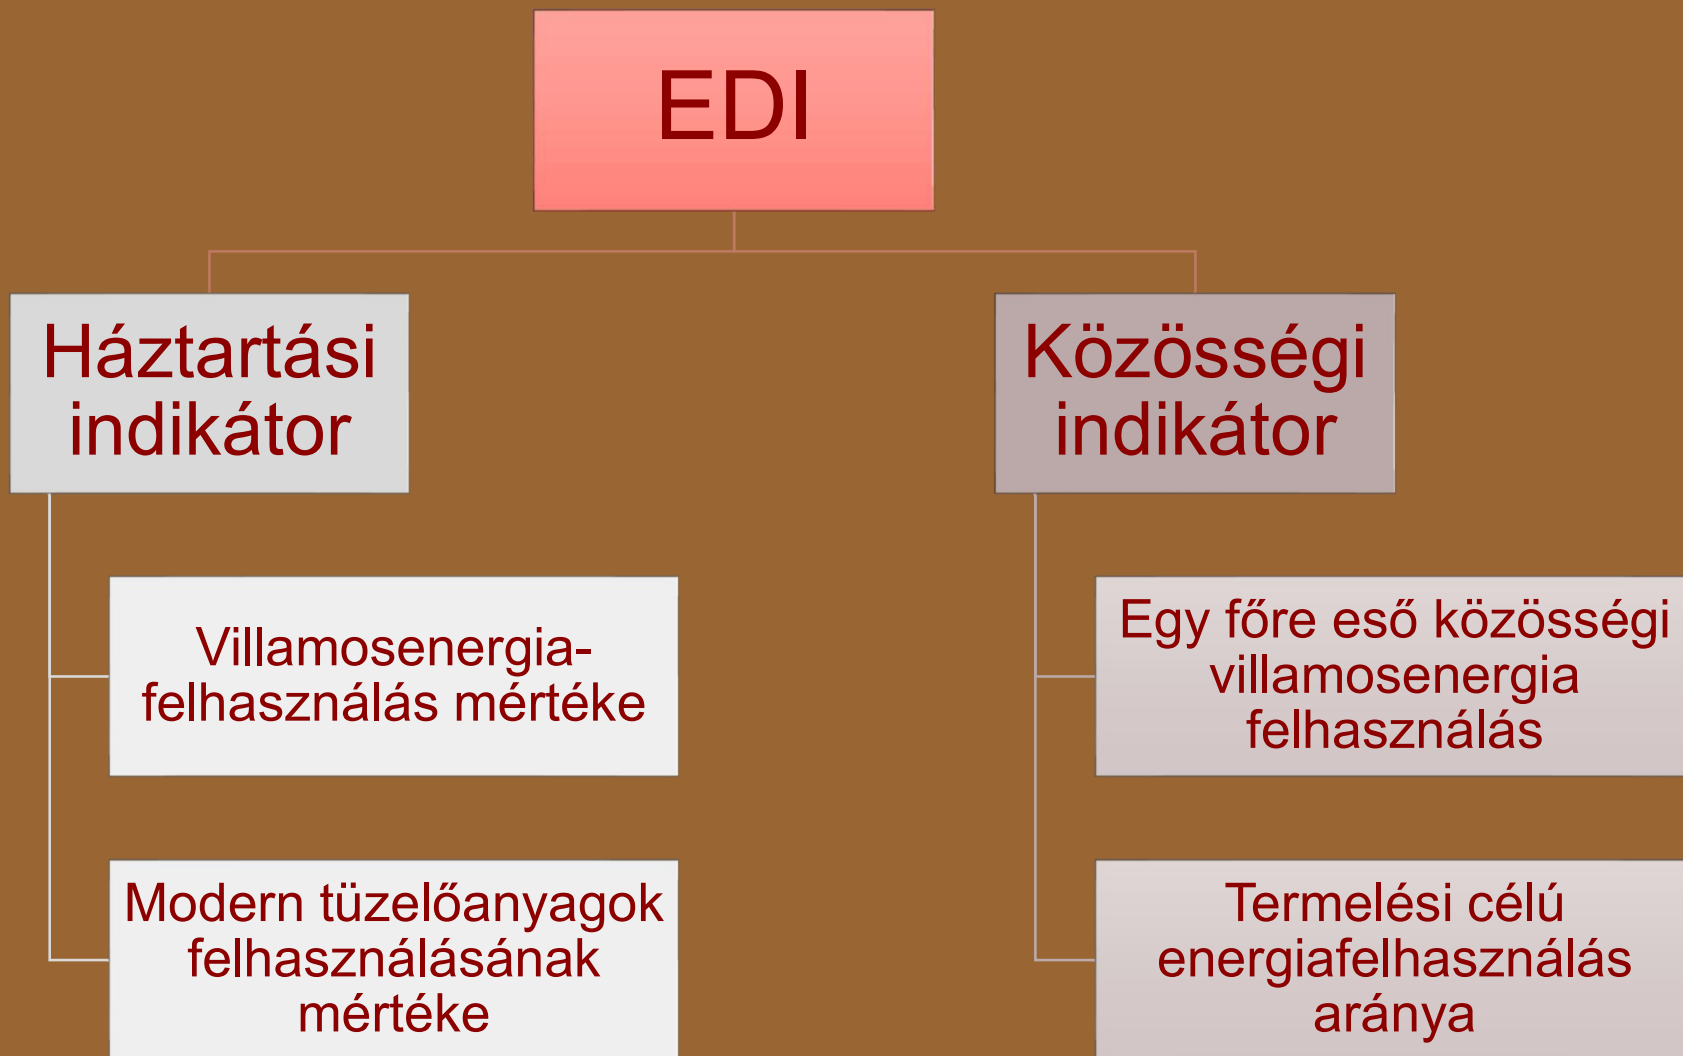 EDI
Háztartási
indikátor
Villamosenergia-
felhasználás mértéke
Modern tüzelőanyagok
felhasználásának
mértéke
Közösségi
indikátor
Egy főre eső közösségi
villamosenergia
felhasználás
Termelési célú
energiafelhasználás
aránya